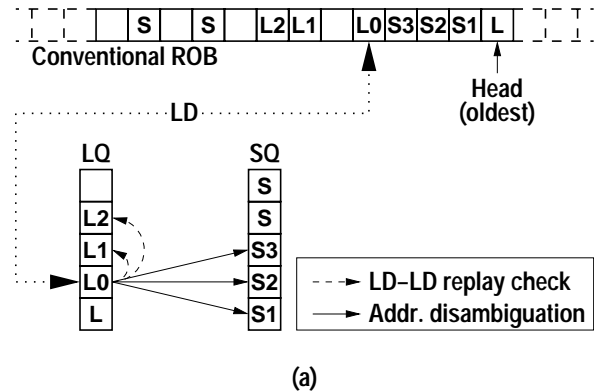 S S L2 L1 L0 S3 S2 S1 L
Conventional ROB
Head
(oldest)
LD
LQ SQ
S
L2 S
L1 S3
L0 S2
L S1
LD–LD replay check
Addr. disambiguation
(a)